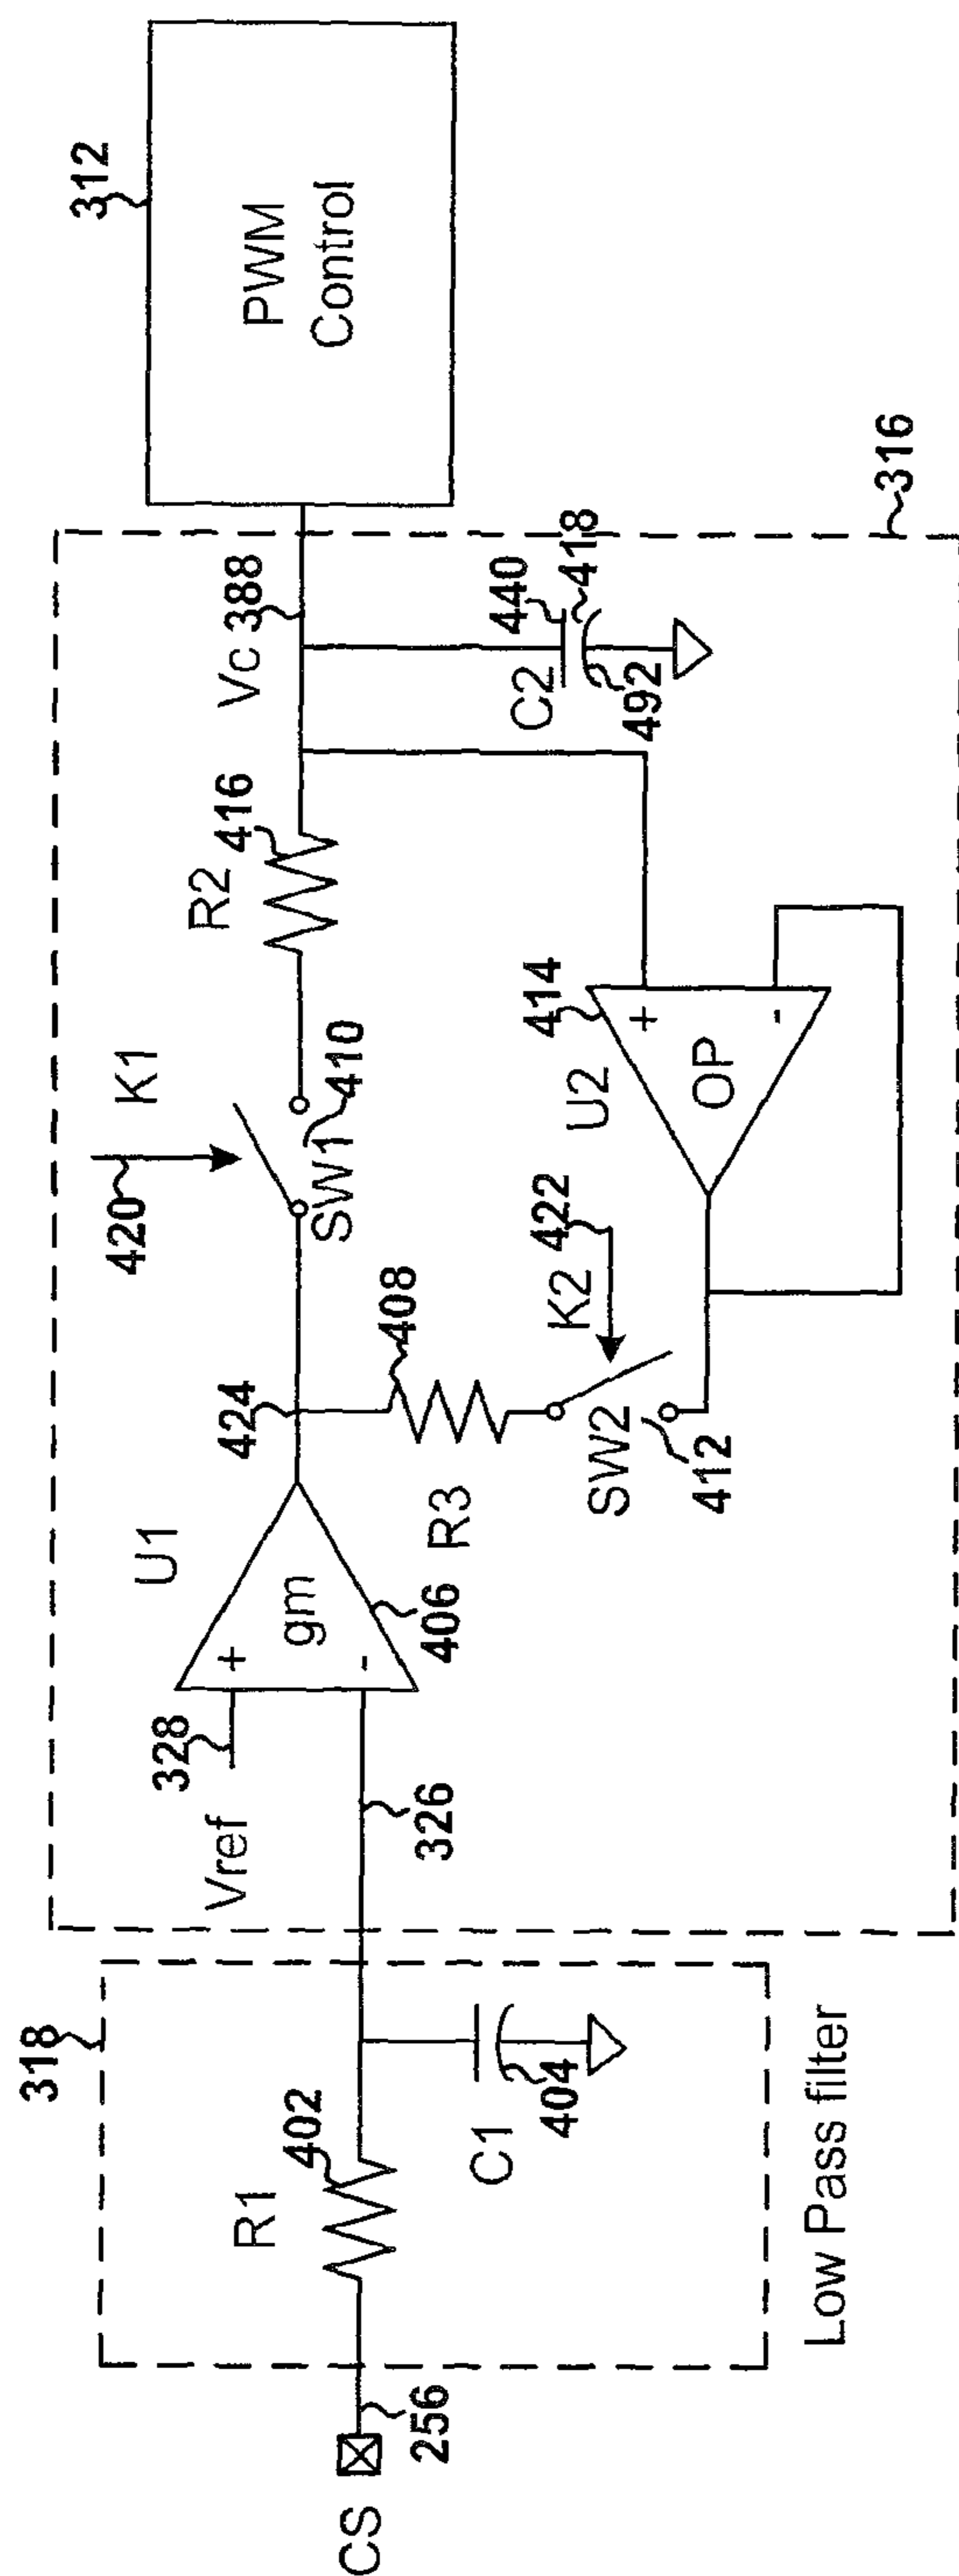 CS
256
318
R1
402
C1
404
Low Pass filter
Vref
328
326
U1
+
-
gm
406
424
R3
408
K1
420
SW1
410
K2
422
SW2
412
U2
414
+
-
OP
R2
416
Vc
388
C2
440
418
492
316
312
PWM
Control